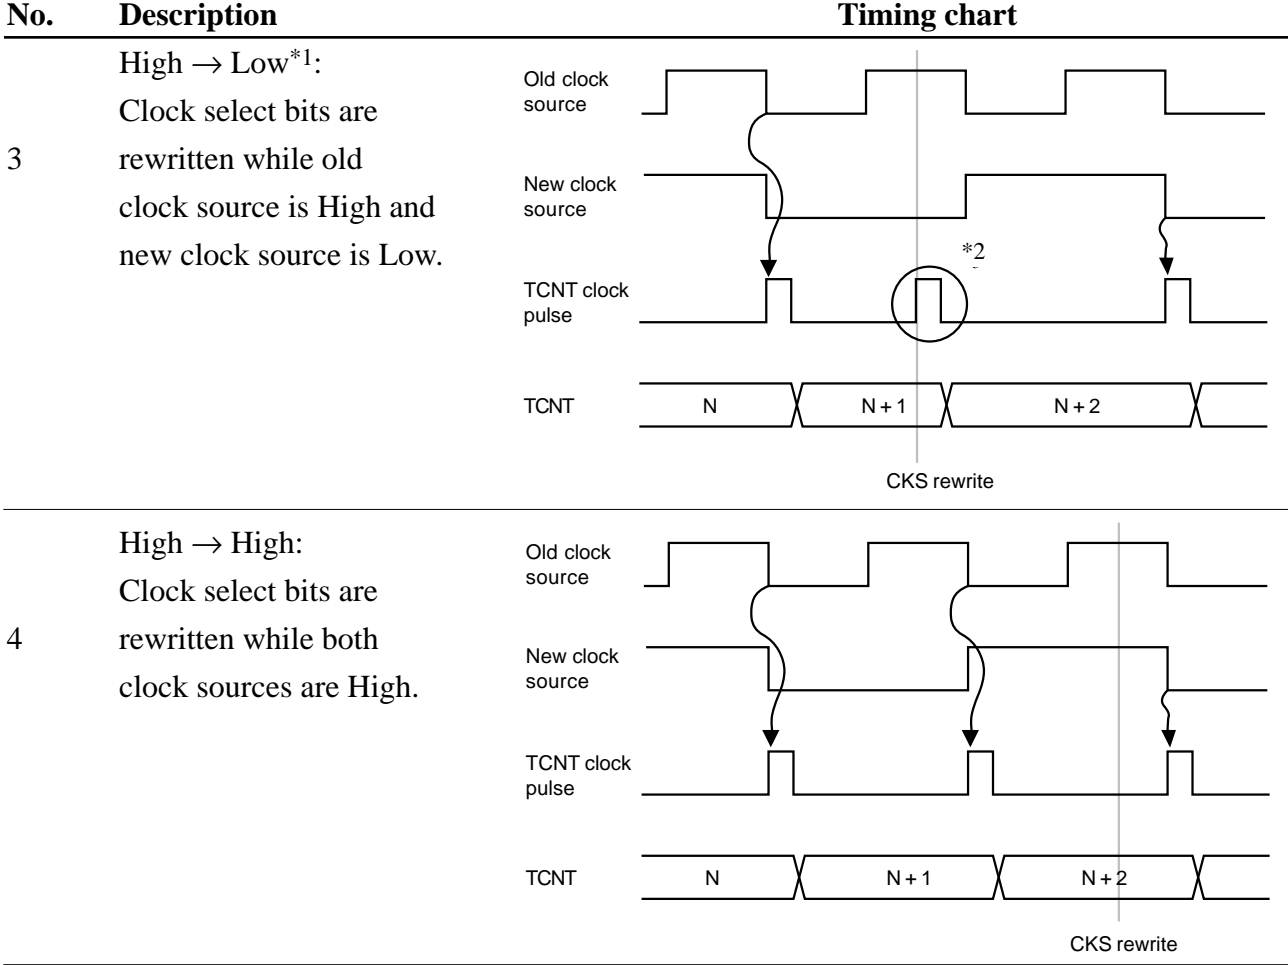 No. Description Timing chart
3
High → Low*1:
Clock select bits are
rewritten while old
clock source is High and
new clock source is Low.
Old clock
source
New clock
source
*2
TCNT clock
pulse
TCNT N N + 1 N + 2
CKS rewrite
4
High → High:
Clock select bits are
rewritten while both
clock sources are High.
Old clock
source
New clock
source
TCNT clock
pulse
TCNT N N + 1 N + 2
CKS rewrite